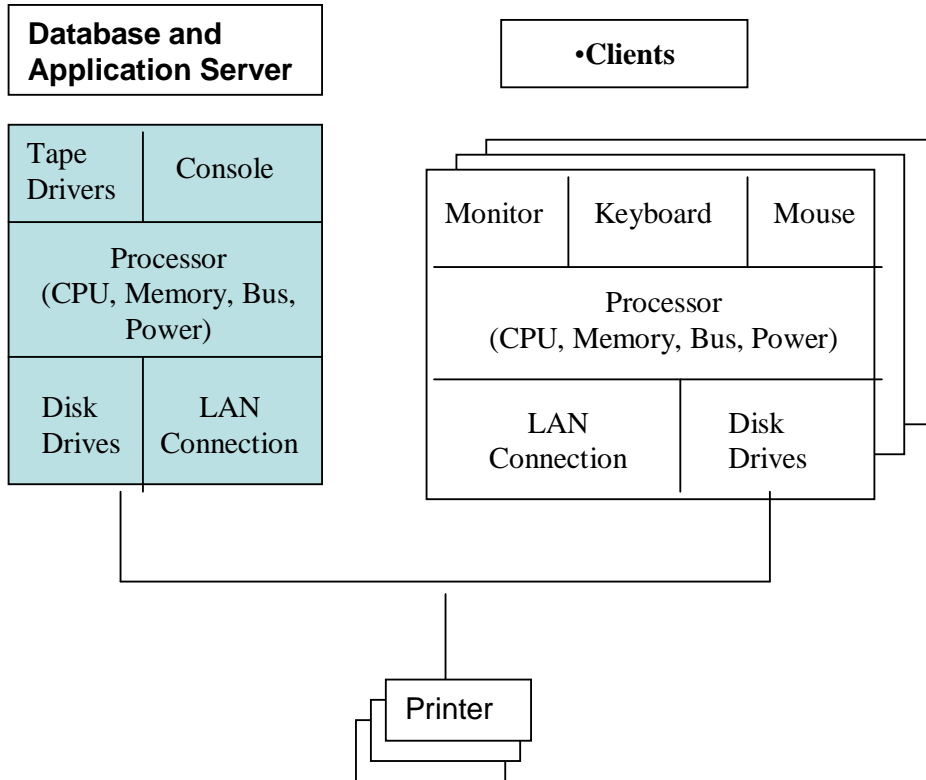 Database and
Application Server
•Clients
Tape
Drivers
Console
Processor
(CPU, Memory, Bus,
Power)
Disk
Drives
LAN
Connection
Monitor
Keyboard
Mouse
Processor
(CPU, Memory, Bus, Power)
LAN
Connection
Disk
Drives
Printer